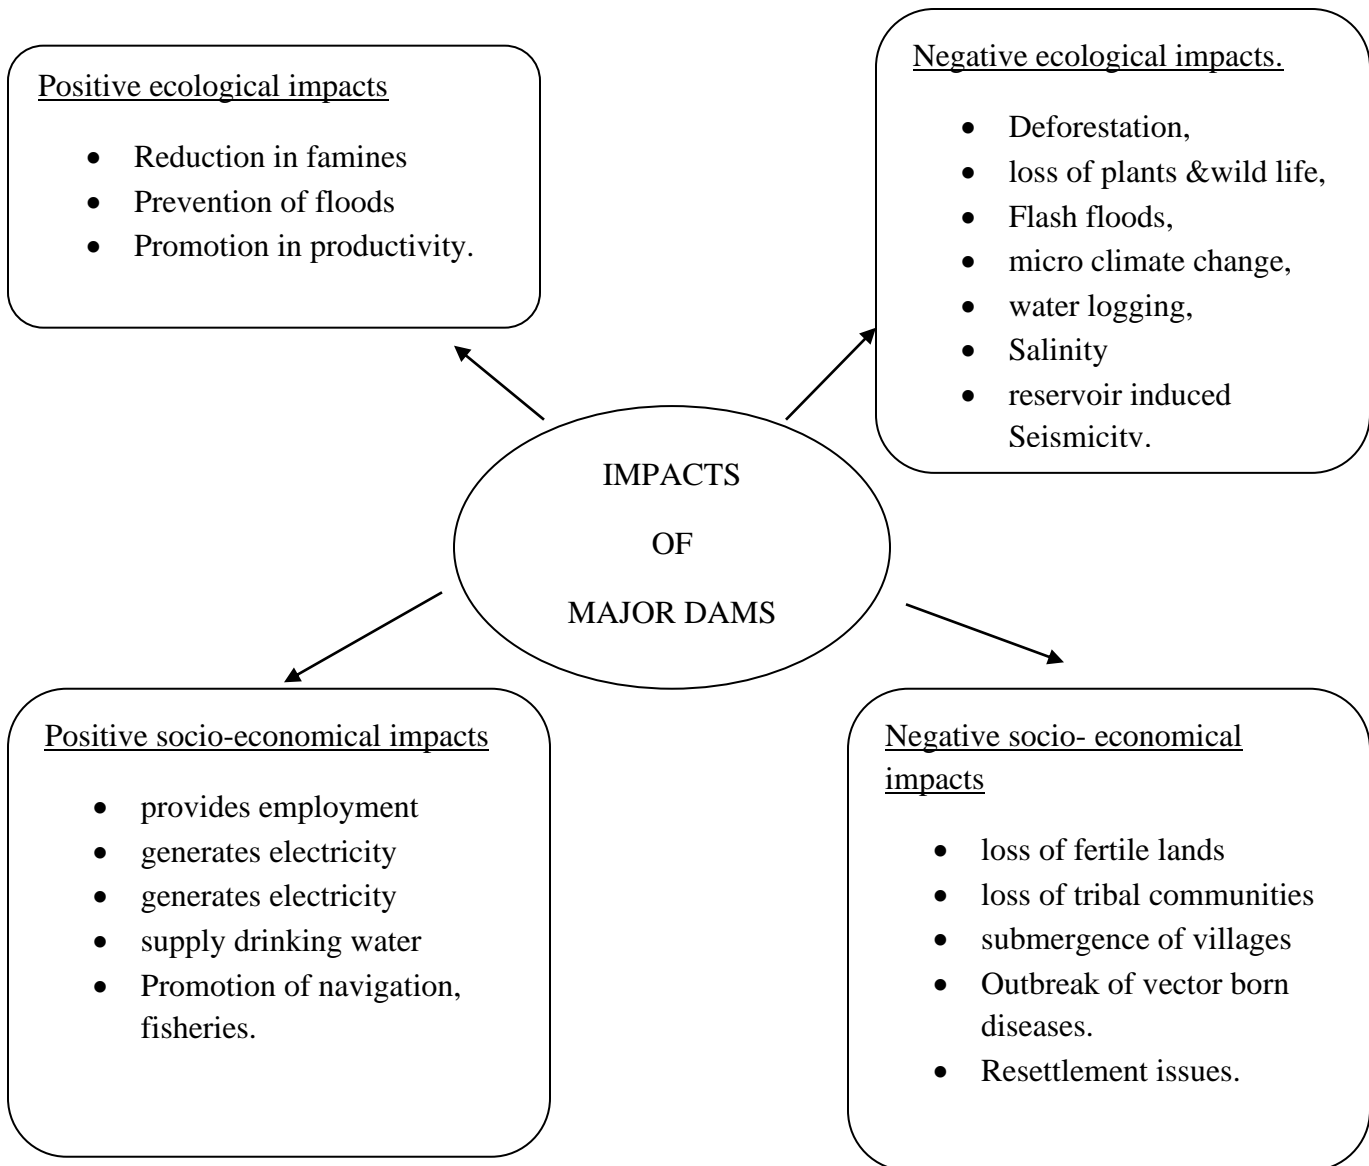 Positive ecological impacts
• Reduction in famines
• Prevention of floods
• Promotion in productivity.
Negative ecological impacts.
• Deforestation,
• loss of plants &wild life,
• Flash floods,
• micro climate change,
• water logging,
• Salinity
• reservoir induced
Seismicity.
IMPACTS
OF
MAJOR DAMS
Positive socio-economical impacts
• provides employment
• generates electricity
• generates electricity
• supply drinking water
• Promotion of navigation,
fisheries.
Negative socio- economical
impacts
• loss of fertile lands
• loss of tribal communities
• submergence of villages
• Outbreak of vector born
diseases.
• Resettlement issues.